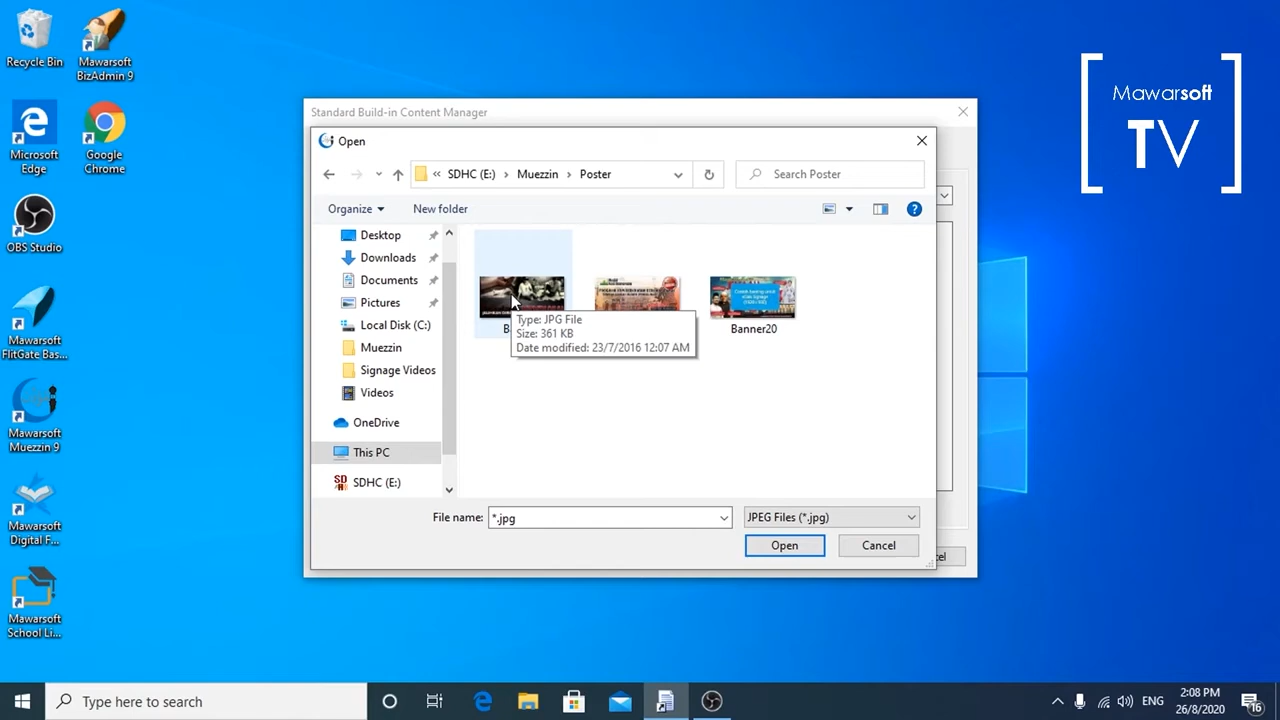 Recycle Bin
Mawarsoft
BizAdmin 9
Microsoft
Edge
Google
Chrome
OBS Studio
Mawarsoft
FlitGate Bas...
Mawarsoft
Muezzin 9
Mawarsoft
Digital F...
Mawarsoft
School Li...
Mawarsoft
TV
Standard Build-in Content Manager
Open
« SDHC (E:) › Muezzin › Poster
Search Poster
Organize
New folder
Desktop
Downloads
Documents
Pictures
Local Disk (C:)
Muezzin
Signage Videos
Videos
OneDrive
This PC
SDHC (E:)
Type: JPG File
Size: 361 KB
Date modified: 23/7/2016 12:07 AM
Banner20
File name:
*.jpg
JPEG Files (*.jpg)
Open
Cancel
Type here to search
ENG
2:08 PM
26/8/2020
16